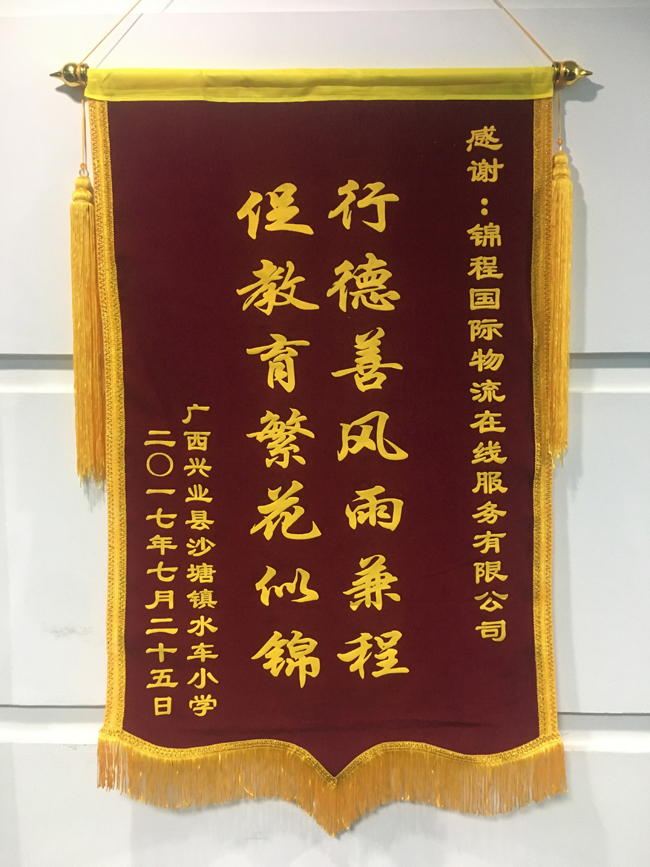 感谢：锦程国际物流在线服务有限公司
行德善风雨兼程
促教育繁花似锦
广西兴业县沙塘镇水车小学
二〇一七年七月二十五日